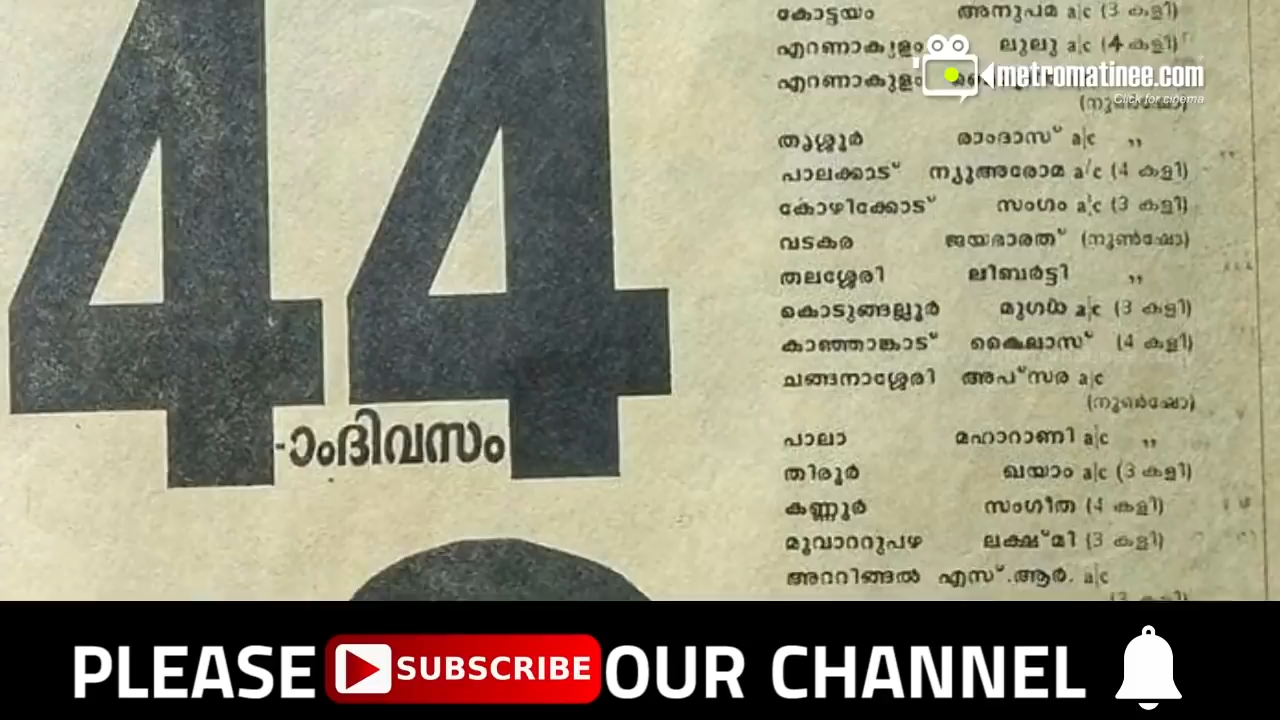 44
-ാംദിവസം
കോട്ടയം അനുപമ a|c (3 കളി)
എറണാകുളം ലുലു a|c (4 കളി)
എറണാകുളം
(നൂൺഷോ)
തൃശ്ശൂർ രാംദാസ് a|c ,,
പാലക്കാട് ന്യൂഅരോമ a|c (4 കളി)
കോഴിക്കോട് സംഗം a|c (3 കളി)
വടകര ജയഭാരത് (നൂൺഷോ)
തലശ്ശേരി ലിബർട്ടി ,,
കൊടുങ്ങല്ലൂർ മുഗൾ a|c (3 കളി)
കാഞ്ഞാങ്കാട് കൈലാസ് (4 കളി)
ചങ്ങനാശ്ശേരി അപ്സര a|c
(നൂൺഷോ)
പാലാ മഹാറാണി a|c ,,
തിരൂർ ഖയാം a|c (3 കളി)
കണ്ണൂർ സംഗീത (4 കളി)
മൂവാററുപഴ ലക്ഷ്മി (3 കളി)
അററിങ്ങൽ എസ്.ആർ. a|c
metromatinee.com
Click for cinema
PLEASE SUBSCRIBE OUR CHANNEL